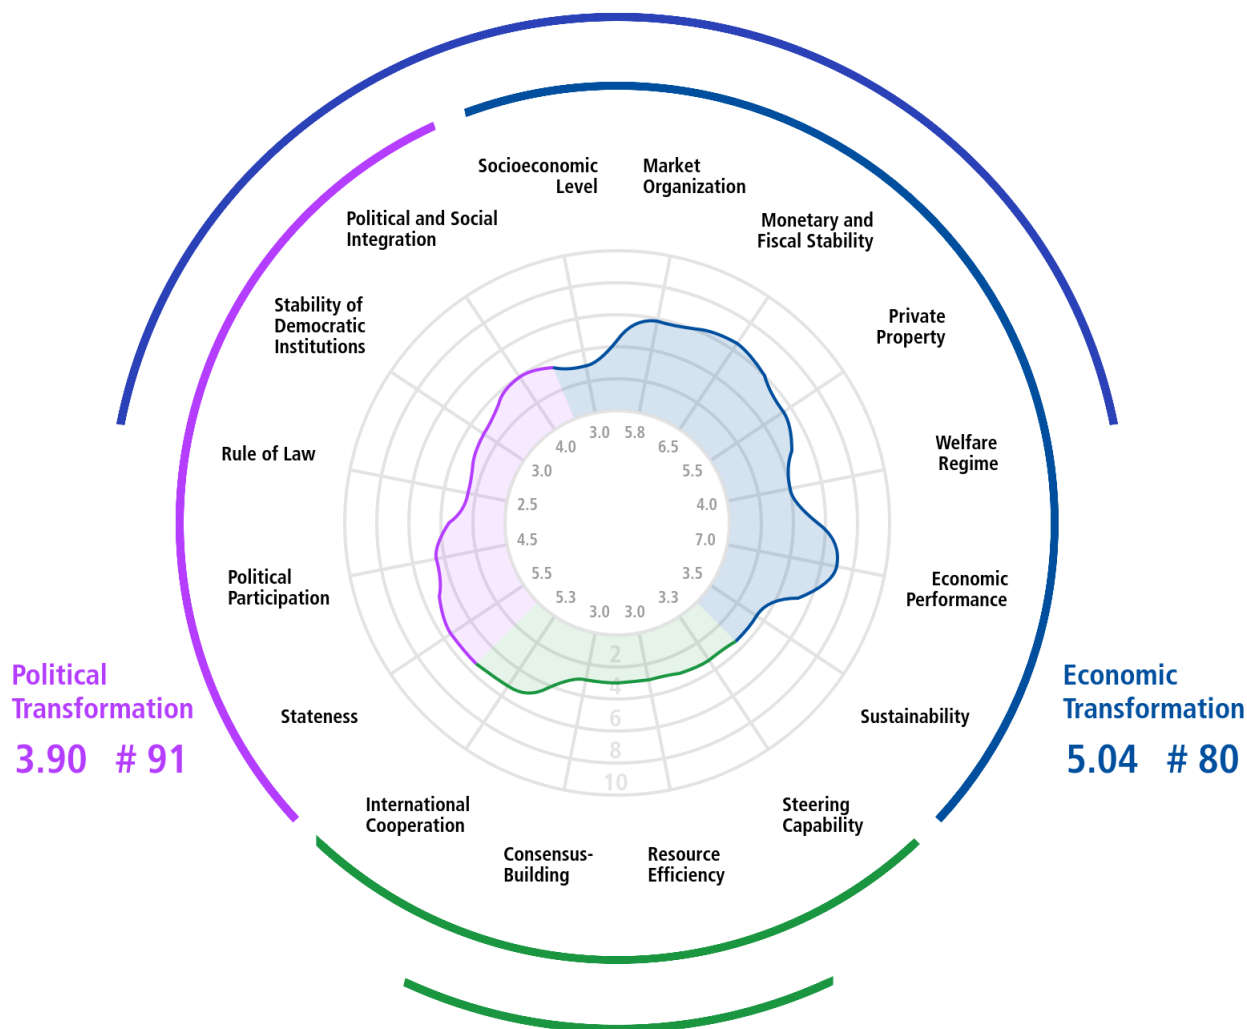 Socioeconomic
Level
Market
Organization
Political and Social
Integration
Monetary and
Fiscal Stability
Stability of
Democratic
Institutions
Private
Property
Rule of Law
Welfare
Regime
Political
Participation
Economic
Performance
4.0
3.0
5.8
6.5
3.0
5.5
2.5
4.0
4.5
7.0
5.5
3.5
5.3
3.0
3.0
3.3
2
4
6
8
10
Political
Transformation
3.90 # 91
Economic
Transformation
5.04 # 80
Stateness
Sustainability
International
Cooperation
Steering
Capability
Consensus-
Building
Resource
Efficiency